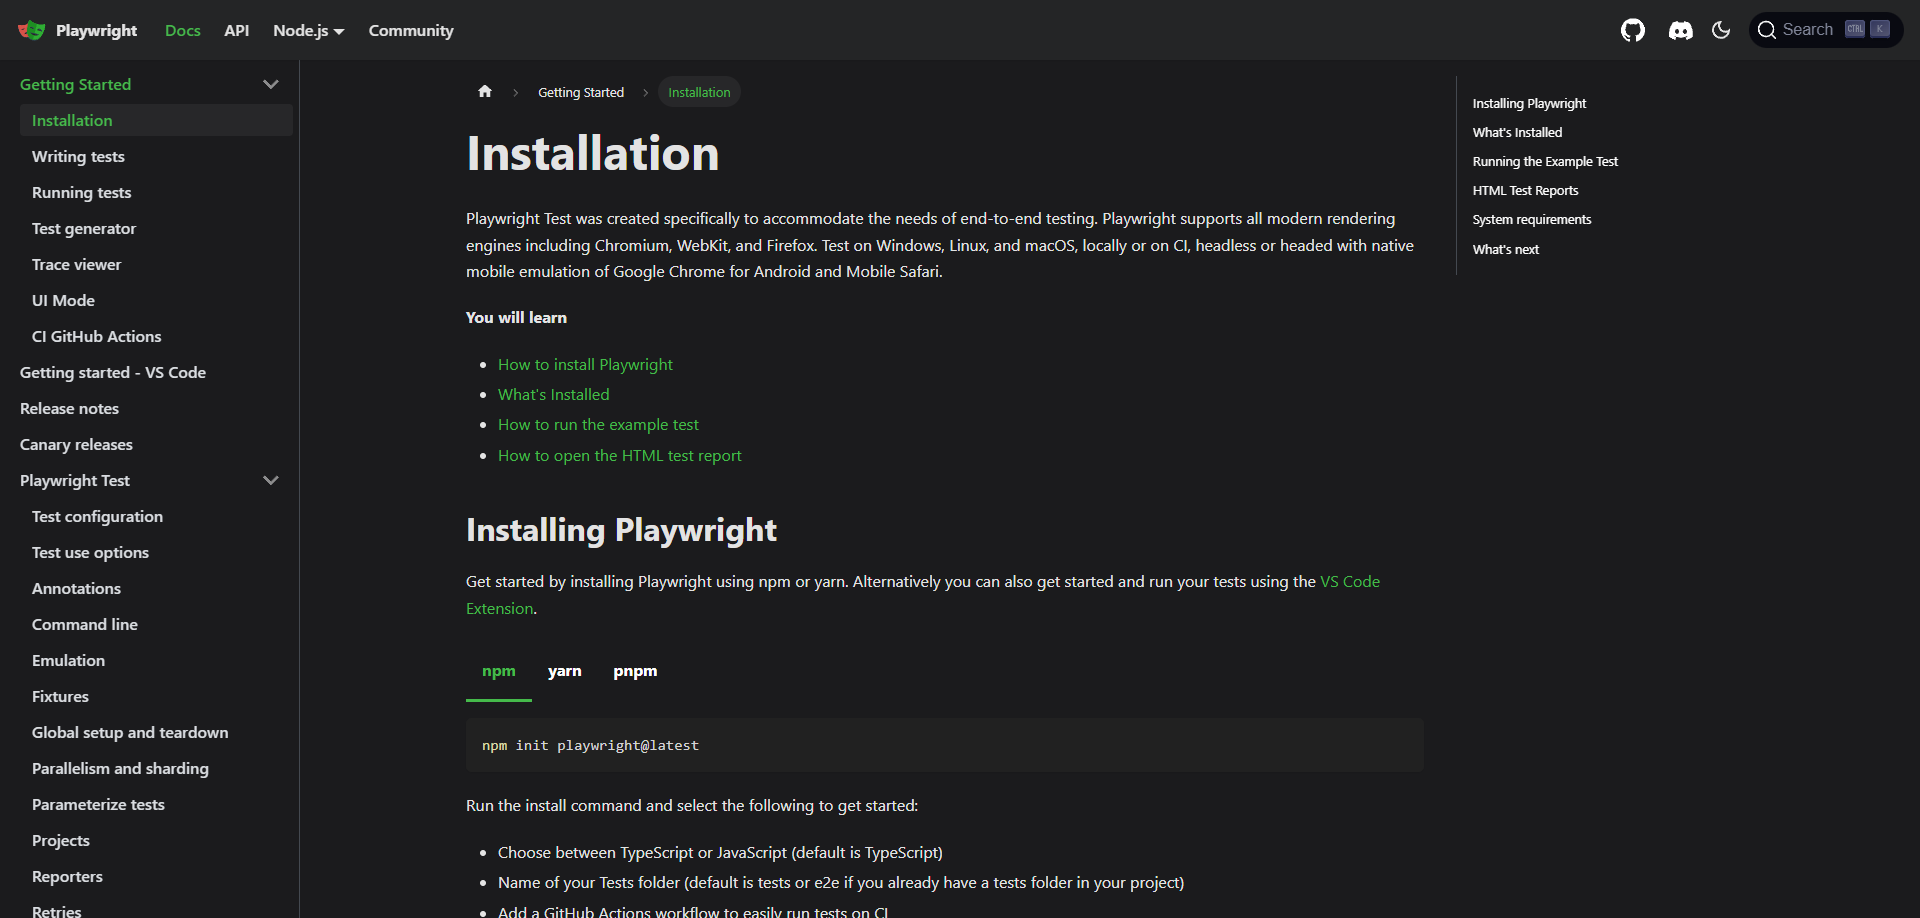 Playwright
Docs
API
Node.js
Community
Search
CTRL
K
Getting Started
Installation
Writing tests
Running tests
Test generator
Trace viewer
UI Mode
CI GitHub Actions
Getting started - VS Code
Release notes
Canary releases
Playwright Test
Test configuration
Test use options
Annotations
Command line
Emulation
Fixtures
Global setup and teardown
Parallelism and sharding
Parameterize tests
Projects
Reporters
Retries
Getting Started
Installation
Installation
Playwright Test was created specifically to accommodate the needs of end-to-end testing. Playwright supports all modern rendering
engines including Chromium, WebKit, and Firefox. Test on Windows, Linux, and macOS, locally or on CI, headless or headed with native
mobile emulation of Google Chrome for Android and Mobile Safari.
You will learn
• How to install Playwright
• What's Installed
• How to run the example test
• How to open the HTML test report
Installing Playwright
Get started by installing Playwright using npm or yarn. Alternatively you can also get started and run your tests using the VS Code
Extension.
npm
yarn
pnpm
npm init playwright@latest
Run the install command and select the following to get started:
• Choose between TypeScript or JavaScript (default is TypeScript)
• Name of your Tests folder (default is tests or e2e if you already have a tests folder in your project)
• Add a GitHub Actions workflow to easily run tests on CI
Installing Playwright
What's Installed
Running the Example Test
HTML Test Reports
System requirements
What's next